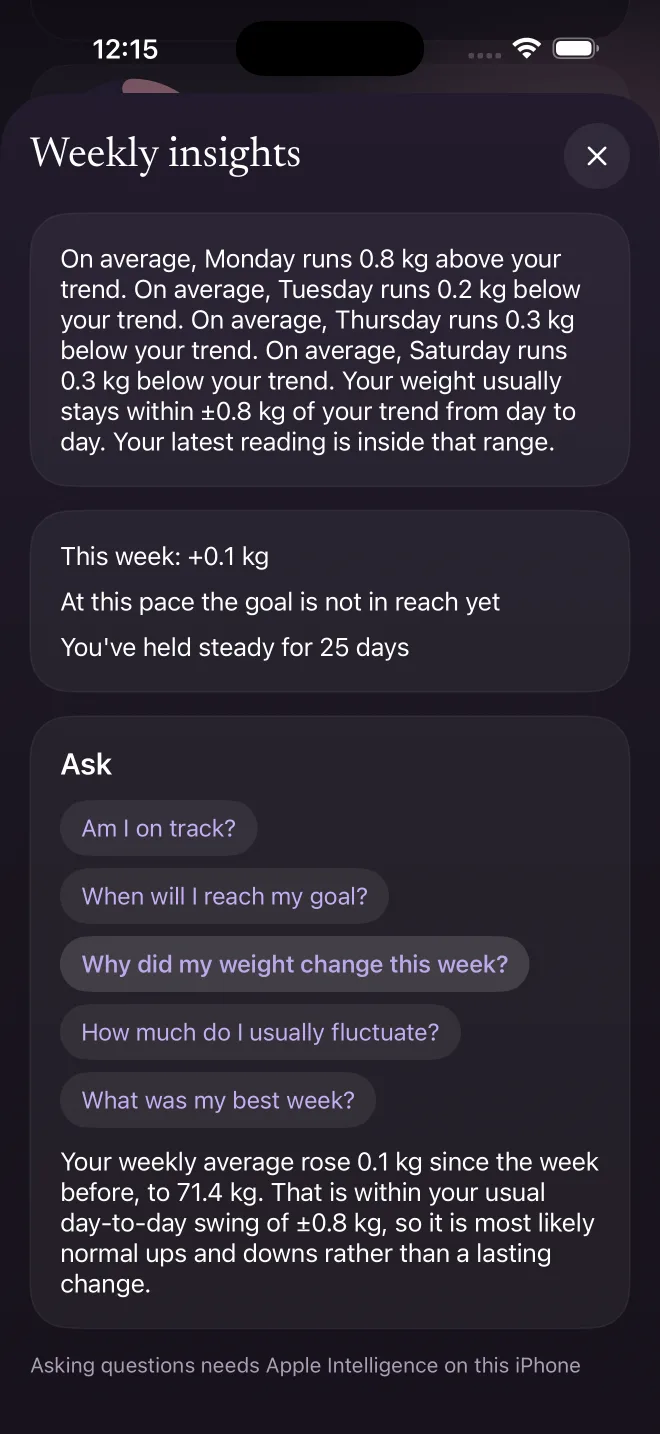 12:15
Weekly insights
On average, Monday runs 0.8 kg above your
trend. On average, Tuesday runs 0.2 kg below
your trend. On average, Thursday runs 0.3 kg
below your trend. On average, Saturday runs
0.3 kg below your trend. Your weight usually
stays within ±0.8 kg of your trend from day to
day. Your latest reading is inside that range.
This week: +0.1 kg
At this pace the goal is not in reach yet
You've held steady for 25 days
Ask
Am I on track?
When will I reach my goal?
Why did my weight change this week?
How much do I usually fluctuate?
What was my best week?
Your weekly average rose 0.1 kg since the week
before, to 71.4 kg. That is within your usual
day-to-day swing of ±0.8 kg, so it is most likely
normal ups and downs rather than a lasting
change.
Asking questions needs Apple Intelligence on this iPhone